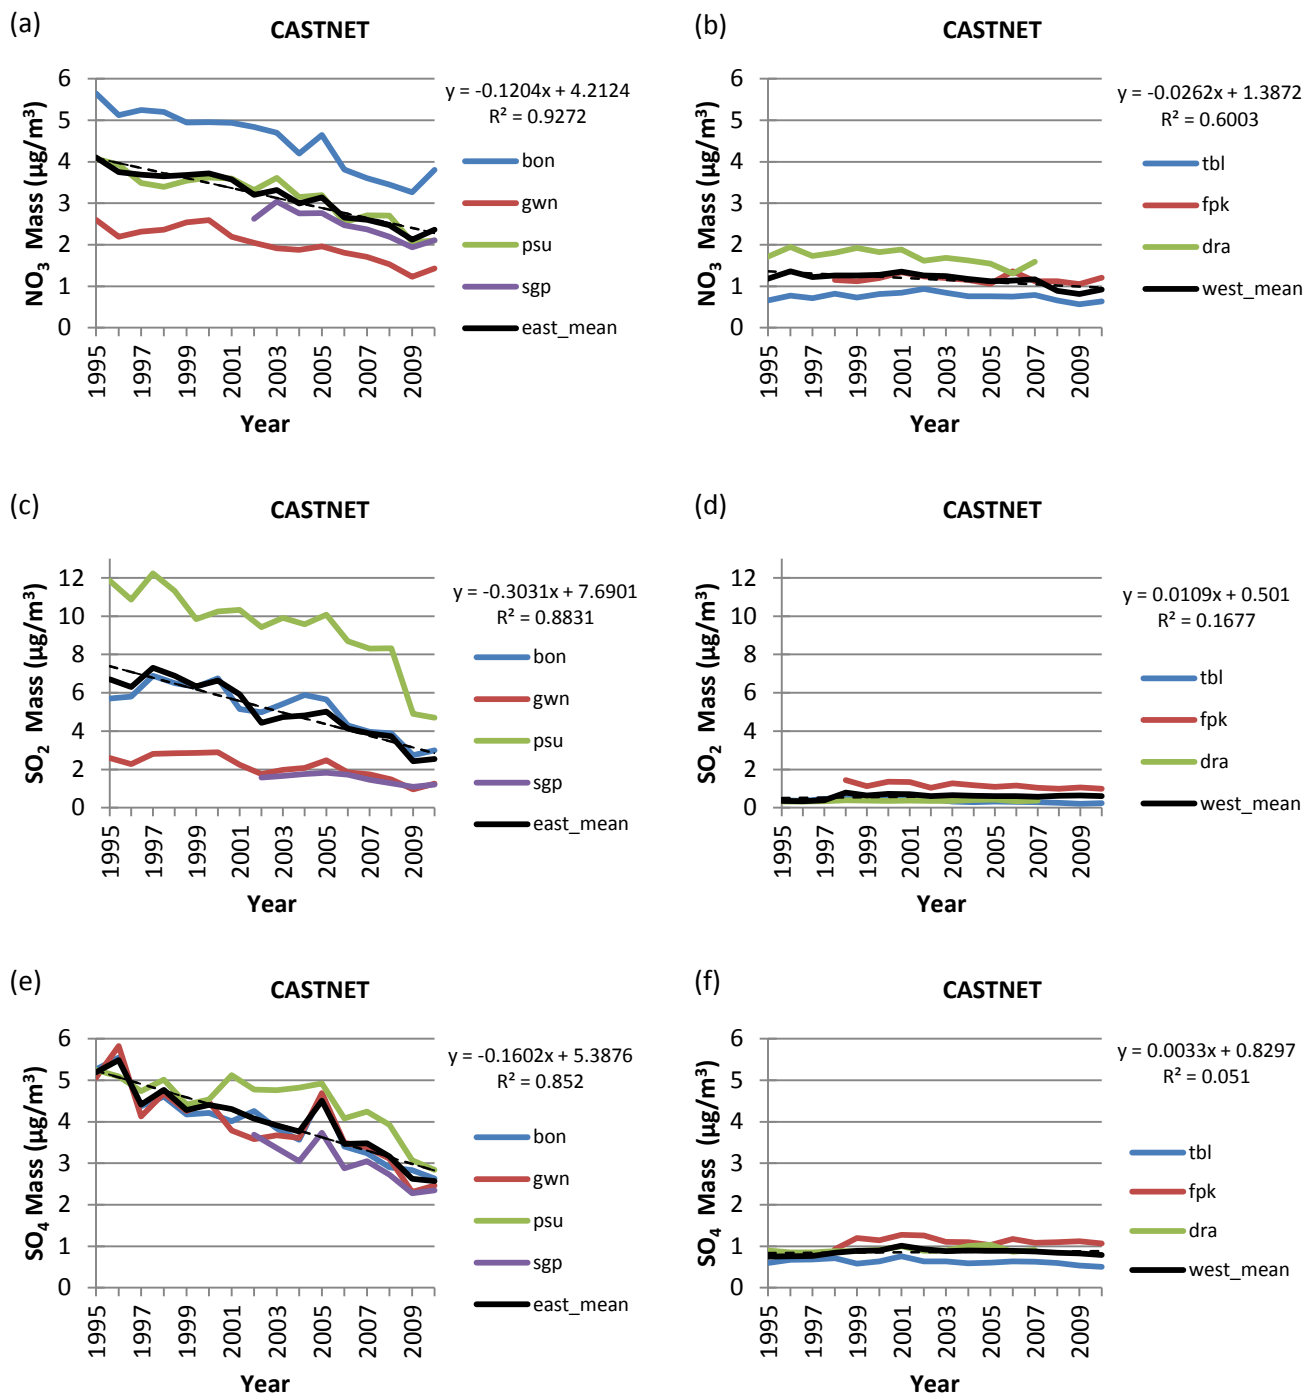 (a)
CASTNET
NO3 Mass (µg/m³)
6
5
4
3
2
1
0
1995
1997
1999
2001
2003
2005
2007
2009
Year
y = -0.1204x + 4.2124
R² = 0.9272
bon
gwn
psu
sgp
east_mean
(b)
CASTNET
NO3 Mass (µg/m³)
6
5
4
3
2
1
0
1995
1997
1999
2001
2003
2005
2007
2009
Year
y = -0.0262x + 1.3872
R² = 0.6003
tbl
fpk
dra
west_mean
(c)
CASTNET
SO2 Mass (µg/m³)
12
10
8
6
4
2
0
1995
1997
1999
2001
2003
2005
2007
2009
Year
y = -0.3031x + 7.6901
R² = 0.8831
bon
gwn
psu
sgp
east_mean
(d)
CASTNET
SO2 Mass (µg/m³)
12
10
8
6
4
2
0
1995
1997
1999
2001
2003
2005
2007
2009
Year
y = 0.0109x + 0.501
R² = 0.1677
tbl
fpk
dra
west_mean
(e)
CASTNET
SO4 Mass (µg/m³)
6
5
4
3
2
1
0
1995
1997
1999
2001
2003
2005
2007
2009
Year
y = -0.1602x + 5.3876
R² = 0.852
bon
gwn
psu
sgp
east_mean
(f)
CASTNET
SO4 Mass (µg/m³)
6
5
4
3
2
1
0
1995
1997
1999
2001
2003
2005
2007
2009
Year
y = 0.0033x + 0.8297
R² = 0.051
tbl
fpk
dra
west_mean